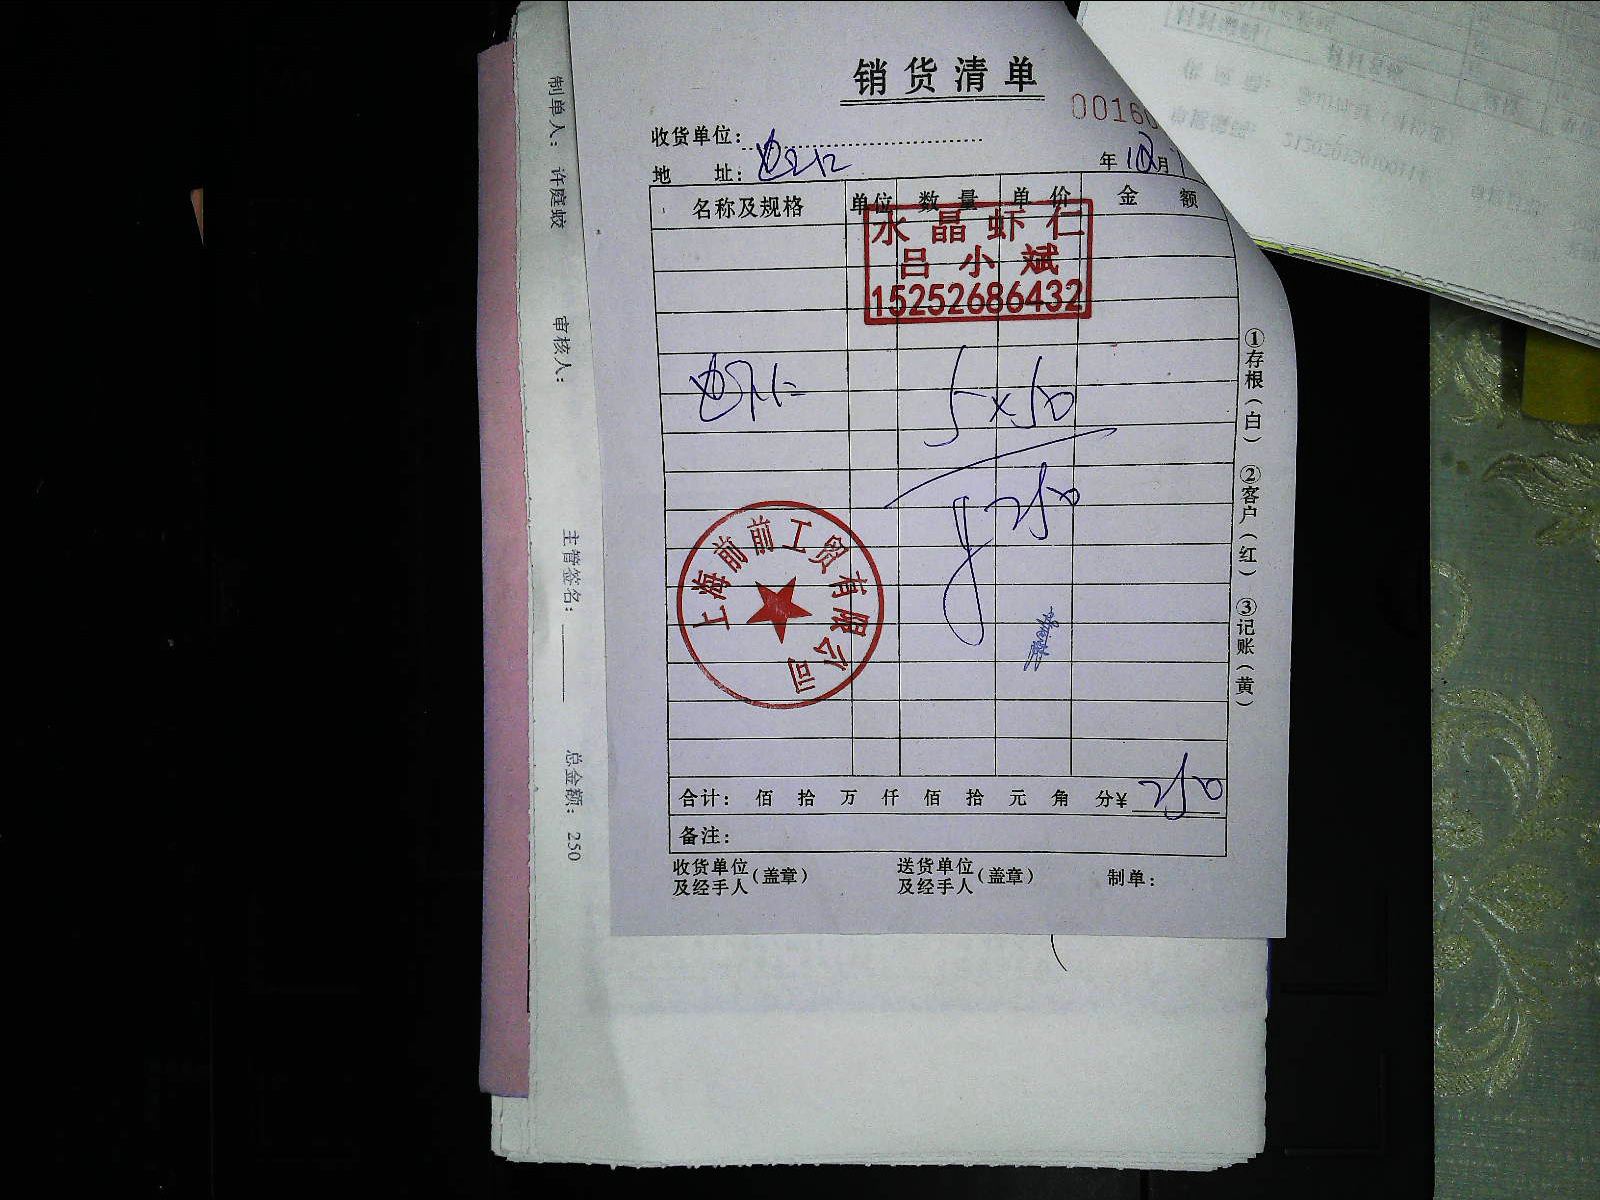 销货清单
0016
收货单位：
地 址：
年10月
名称及规格 单位 数量 单价 金额
水晶虾仁
吕小斌
15252686432
5×50
¥250
上海前前工贸有限公司
合计： 佰 拾 万 仟 佰 拾 元 角 分¥ 250
备注：
收货单位及经手人（盖章） 送货单位及经手人（盖章） 制单：
①存根（白） ②客户（红） ③记账（黄）
制单人： 许庭蛟 审核人： 主管签名： 总金额： 250